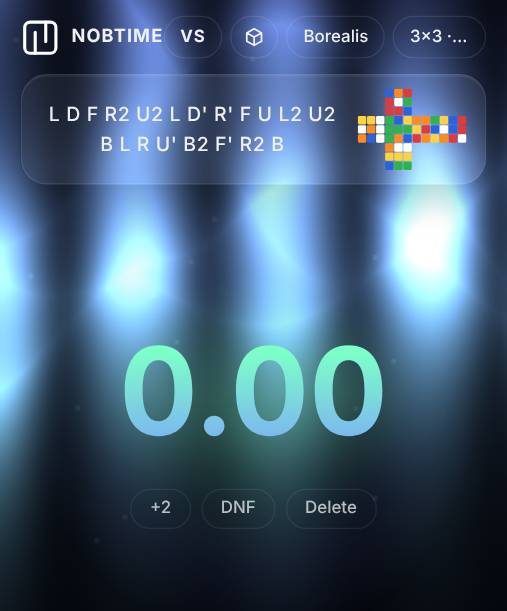 NOBTIME VS Borealis 3×3 ·...
L D F R2 U2 L D' R' F U L2 U2
B L R U' B2 F' R2 B
0.00
+2 DNF Delete